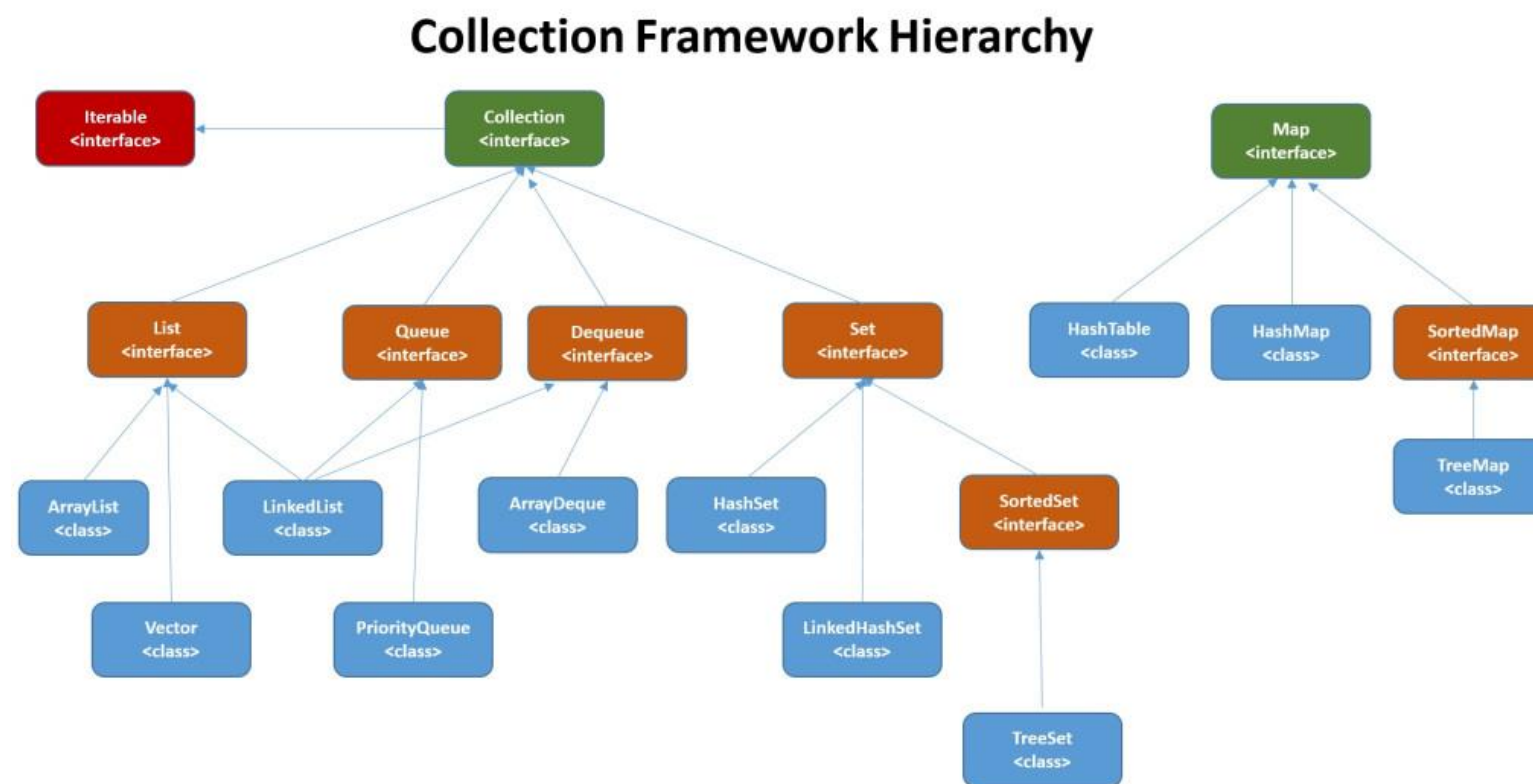 Collection Framework Hierarchy
Iterable
<interface>
Collection
<interface>
Map
<interface>
List
<interface>
Queue
<interface>
Dequeue
<interface>
Set
<interface>
HashTable
<class>
HashMap
<class>
SortedMap
<interface>
ArrayList
<class>
LinkedList
<class>
ArrayDeque
<class>
HashSet
<class>
SortedSet
<interface>
TreeMap
<class>
Vector
<class>
PriorityQueue
<class>
LinkedHashSet
<class>
TreeSet
<class>